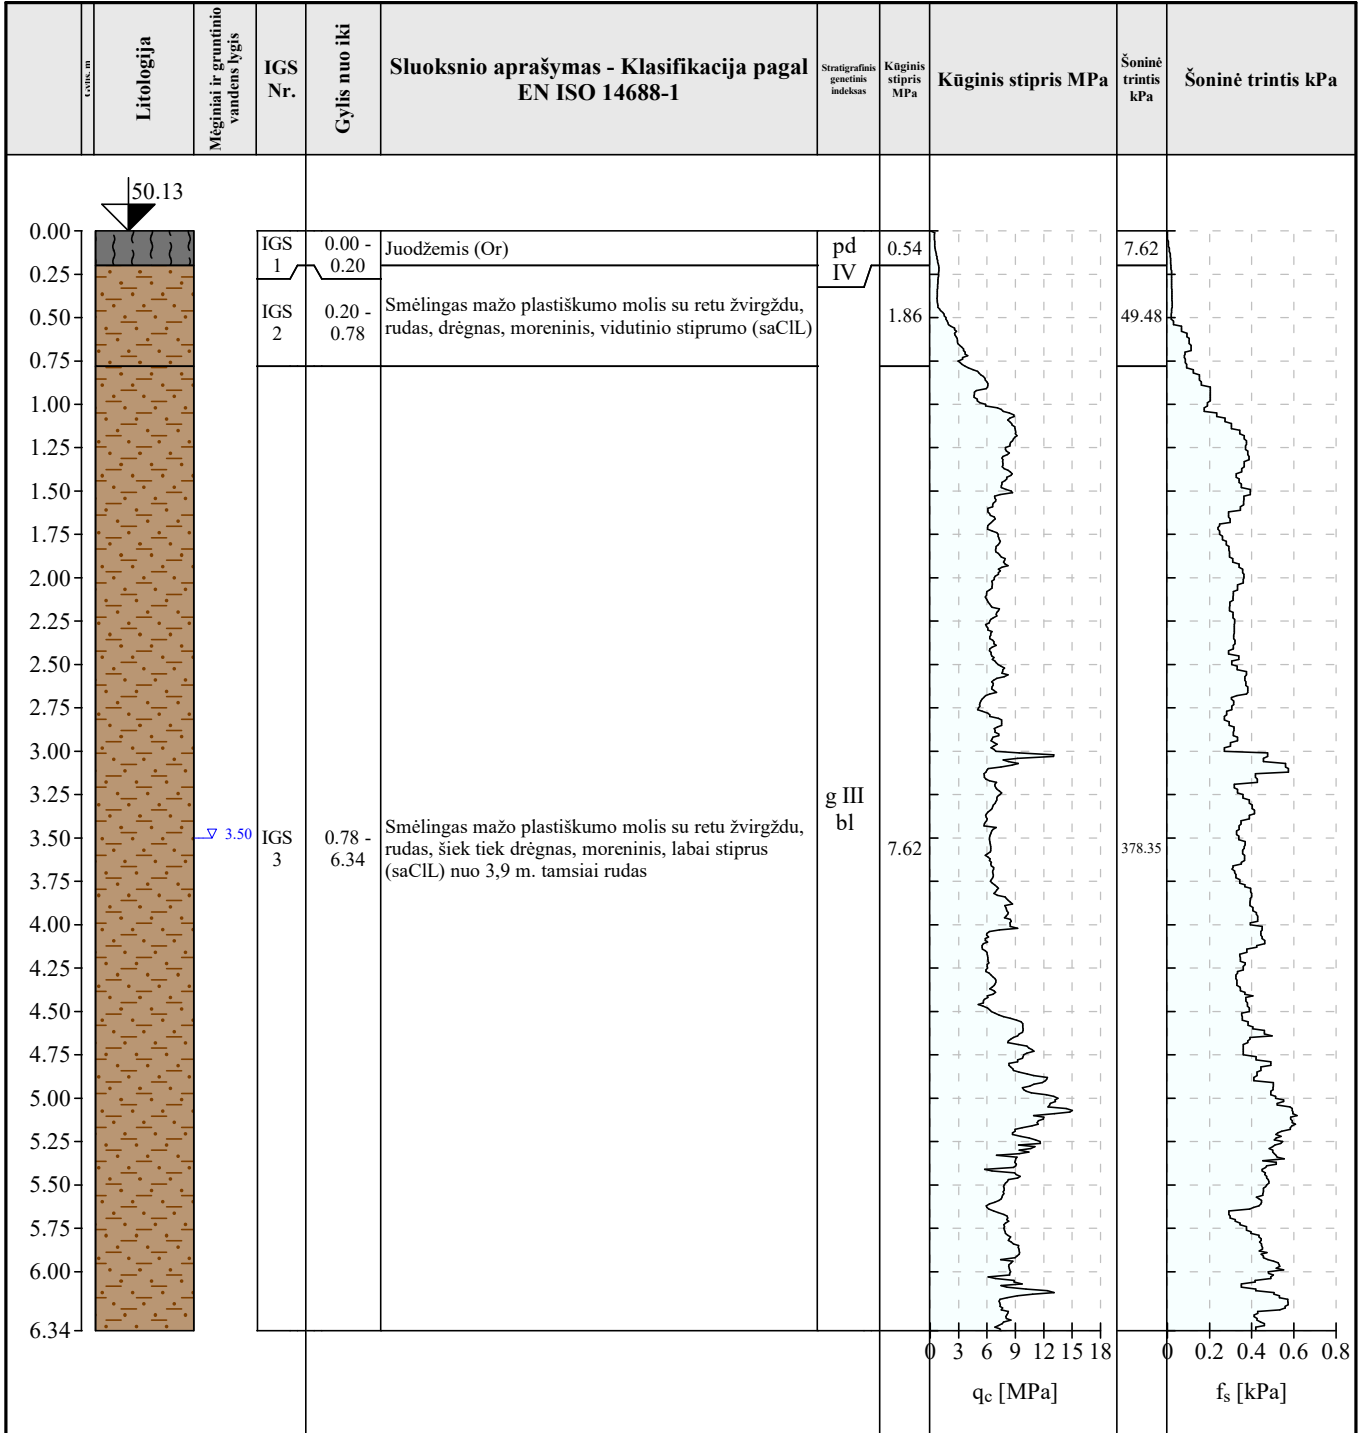 Gylis, m
Litologija
Mėginiai ir gruntinio
vandens lygis
IGS
Nr.
Gylis nuo iki
Sluoksnio aprašymas - Klasifikacija pagal
EN ISO 14688-1
Stratigrafinis
genetinis
indeksas
Kūginis
stipris
MPa
Kūginis stipris MPa
Šoninė
trintis
kPa
Šoninė trintis kPa
50.13
0.00
0.25
0.50
0.75
1.00
1.25
1.50
1.75
2.00
2.25
2.50
2.75
3.00
3.25
3.50
3.75
4.00
4.25
4.50
4.75
5.00
5.25
5.50
5.75
6.00
6.34
3.50
IGS
1
0.00 -
0.20
Juodžemis (Or)
pd
IV
0.54
7.62
IGS
2
0.20 -
0.78
Smėlingas mažo plastiškumo molis su retu žvirgždu,
rudas, drėgnas, moreninis, vidutinio stiprumo (saClL)
1.86
49.48
IGS
3
0.78 -
6.34
Smėlingas mažo plastiškumo molis su retu žvirgždu,
rudas, šiek tiek drėgnas, moreninis, labai stiprus
(saClL) nuo 3,9 m. tamsiai rudas
g III
bl
7.62
378.35
0 3 6 9 12 15 18
qc [MPa]
0 0.2 0.4 0.6 0.8
fs [kPa]